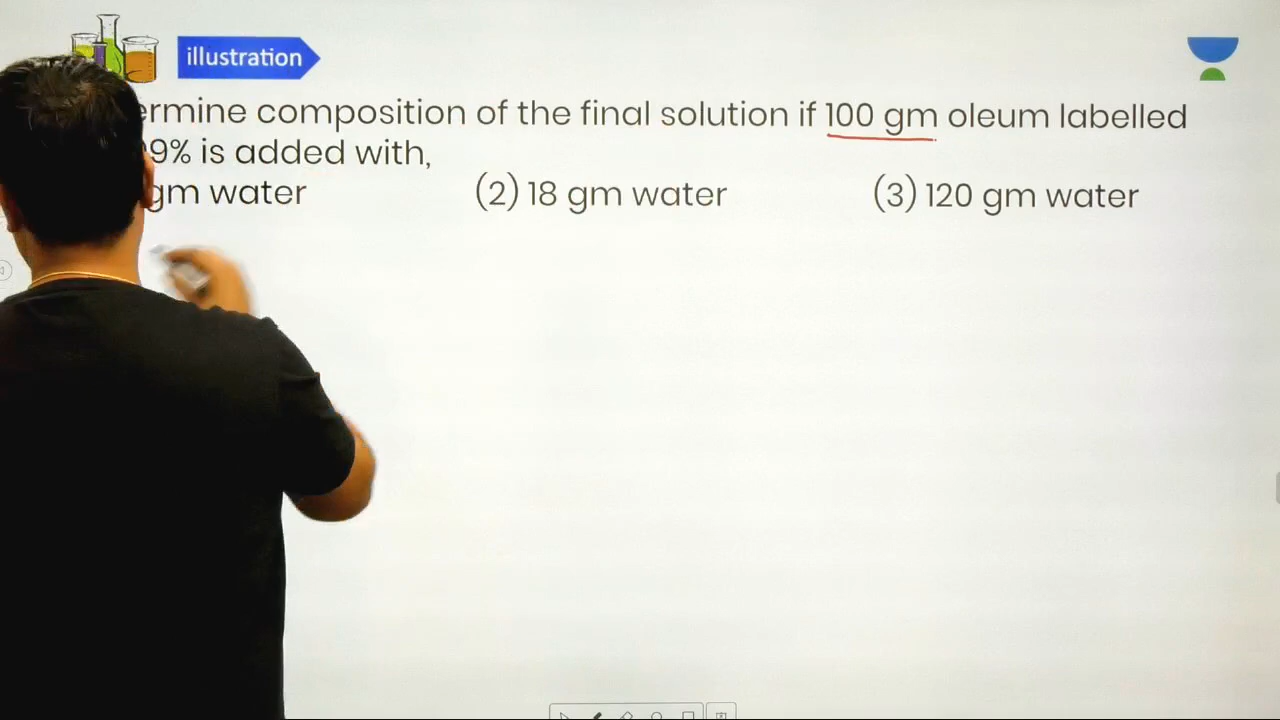 illustration
ermine composition of the final solution if 100 gm oleum labelled
9% is added with,
gm water (2) 18 gm water (3) 120 gm water